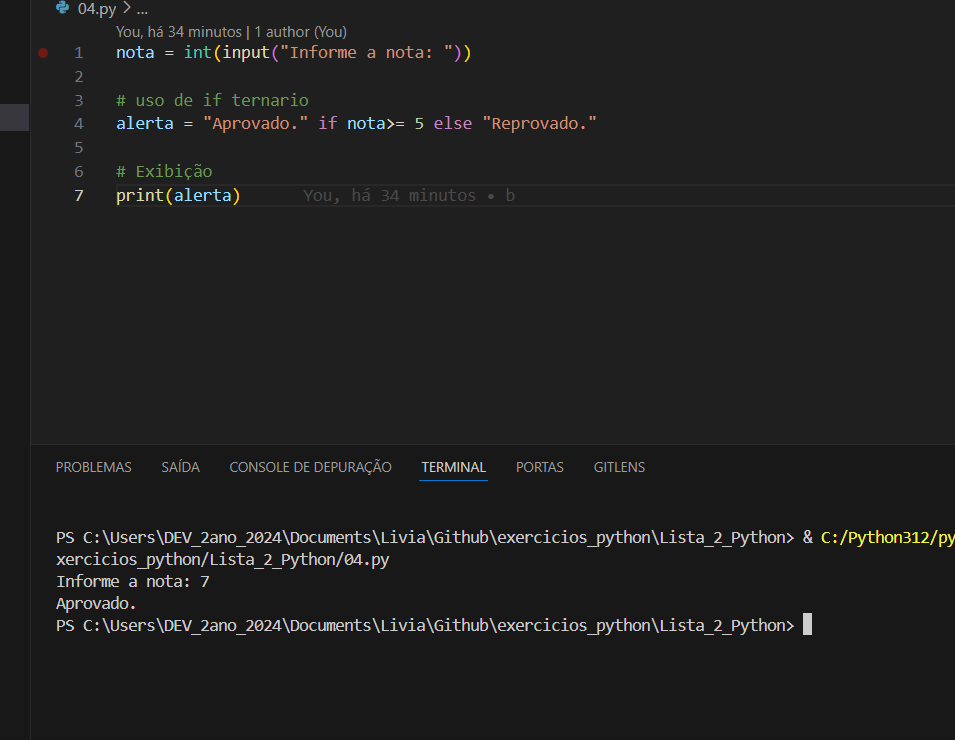 04.py > ...
You, há 34 minutos | 1 author (You)
1 nota = int(input("Informe a nota: "))
2
3 # uso de if ternario
4 alerta = "Aprovado." if nota>= 5 else "Reprovado."
5
6 # Exibição
7 print(alerta) You, há 34 minutos • b
PROBLEMAS SAÍDA CONSOLE DE DEPURAÇÃO TERMINAL PORTAS GITLENS
PS C:\Users\DEV_2ano_2024\Documents\Livia\Github\exercicios_python\Lista_2_Python> & C:/Python312/py
xercicios_python/Lista_2_Python/04.py
Informe a nota: 7
Aprovado.
PS C:\Users\DEV_2ano_2024\Documents\Livia\Github\exercicios_python\Lista_2_Python>